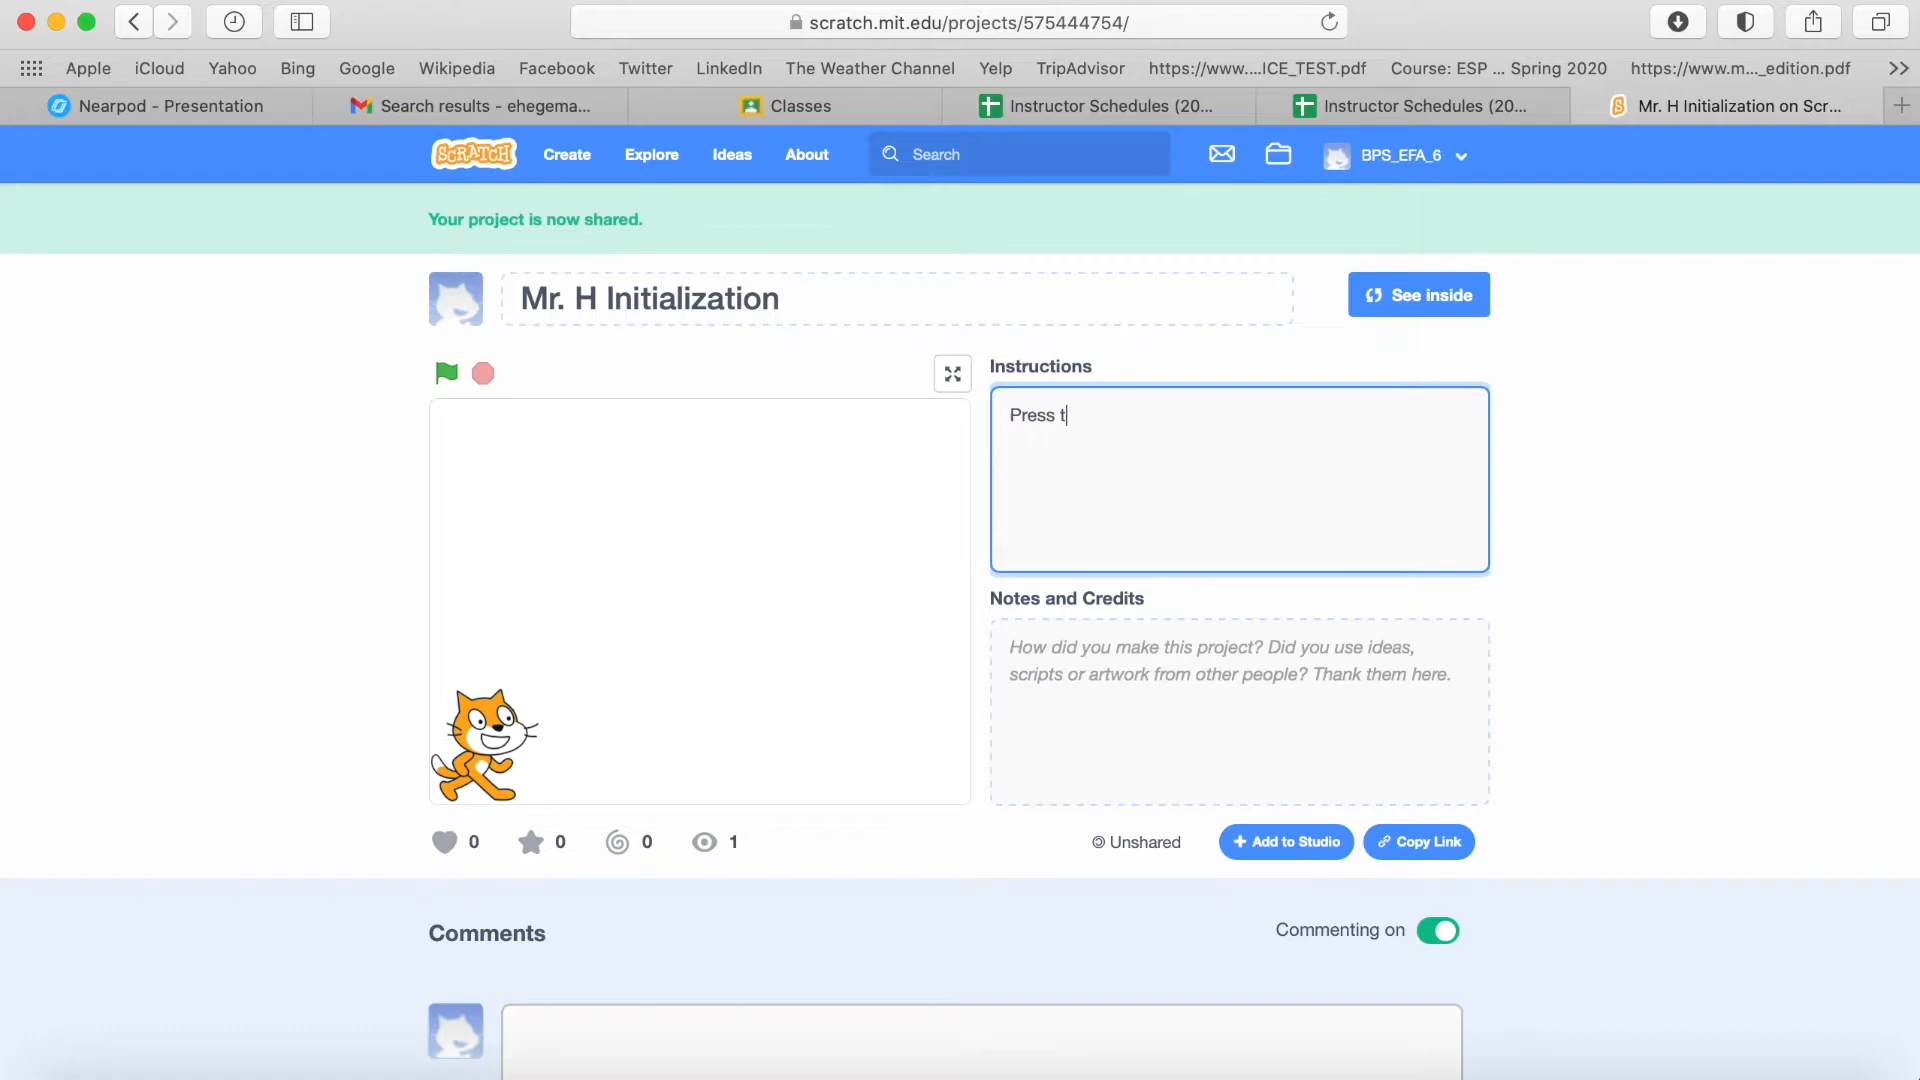 scratch.mit.edu/projects/575444754/
Apple iCloud Yahoo Bing Google Wikipedia Facebook Twitter LinkedIn The Weather Channel Yelp TripAdvisor https://www....ICE_TEST.pdf Course: ESP ... Spring 2020 https://www.m..._edition.pdf
Nearpod - Presentation Search results - ehegema... Classes Instructor Schedules (20... Instructor Schedules (20... Mr. H Initialization on Scr...
SCRATCH Create Explore Ideas About Search BPS_EFA_6
Your project is now shared.
Mr. H Initialization
See inside
Instructions
Press t
Notes and Credits
How did you make this project? Did you use ideas,
scripts or artwork from other people? Thank them here.
0 0 0 1 Unshared Add to Studio Copy Link
Comments Commenting on